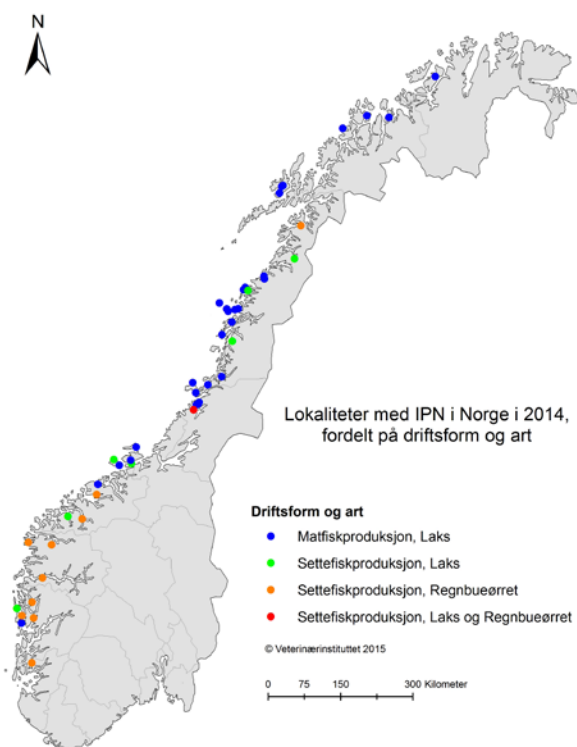 N
Lokaliteter med IPN i Norge i 2014,
fordelt på driftsform og art
Driftsform og art
Matfiskproduksjon, Laks
Settefiskproduksjon, Laks
Settefiskproduksjon, Regnbueørret
Settefiskproduksjon, Laks og Regnbueørret
© Veterinærinstituttet 2015
0 75 150 300 Kilometer